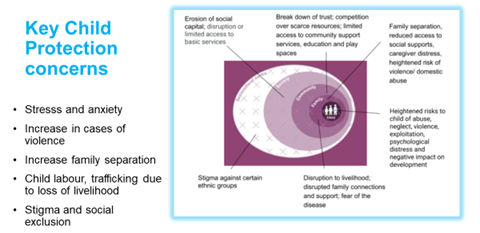 Key Child
Protection
concerns
• Stresss and anxiety
• Increase in cases of
violence
• Increase family separation
• Child labour, trafficking due
to loss of livelihood
• Stigma and social
exclusion
Erosion of social
capital; disruption or
limited access to
basic services
Break down of trust; competition
over scarce resources; limited
access to community support
services, education and play
spaces
Family separation,
reduced access to
social supports,
caregiver distress,
heightened risk of
violence/ domestic
abuse
Heightened risks to
child of abuse,
neglect, violence,
exploitation,
psychological
distress and
negative impact on
development
Stigma against certain
ethnic groups
Disruption to livelihood;
disrupted family connections
and support; fear of the
disease
Community
Family